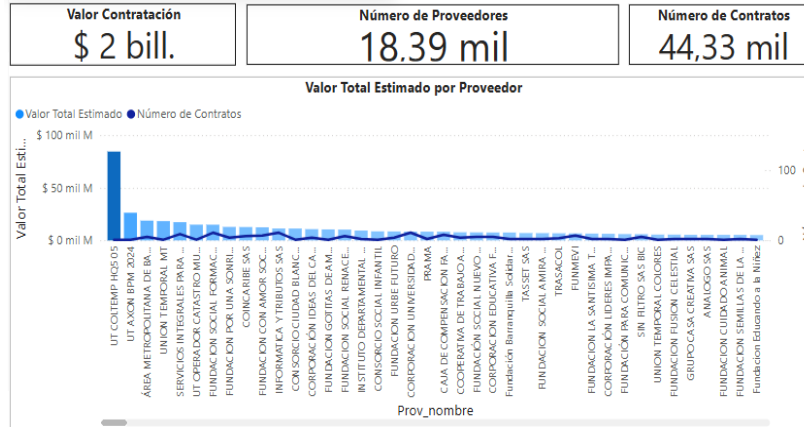 Valor Contratación
$ 2 bill.
Número de Proveedores
18,39 mil
Número de Contratos
44,33 mil
Valor Total Estimado por Proveedor
Valor Total Estimado
Número de Contratos
Valor Total Esti...
$ 100 mil M
$ 50 mil M
$ 0 mil M
100
0
UT COLTEMP HCS 05
UT AXON BPM 2024
ÁREA METROPOLITANA DE BA...
UNION TEMPORAL MT
SERVICIOS INTEGRALES PARA ...
UT OPERADOR CATASTRO MU...
FUNDACION SOCIAL FORMAC...
FUNDACION POR UNA SONRI...
COINCARIBE SAS
FUNDACION CON AMOR SOC...
INFORMATICA Y TRIBUTOS SAS
CONSORCIO CIUDAD BLANC...
CORPORACIÓN IDEAS DEL CA...
FUNDACION GOTITAS DE AM...
FUNDACION SOCIAL RENACE...
INSTITUTO DEPARTAMENTAL ...
CONSORCIO SOCIAL INFANTIL
FUNDACION URBE FUTURO
CORPORACION UNIVERSIDAD...
PRAMA
CAJA DE COMPENSACION FA...
COOPERATIVA DE TRABAJO A...
FUNDACIÓN SOCIAL NUEVO ...
CORPORACION EDUCATIVA F...
Fundación Barranquilla Solidar...
TASSET SAS
FUNDACION SOCIAL AMIRA ...
TRASACOL
FUNMEVI
FUNDACION LA SANTISIMA T...
CORPORACIÓN LIDERES IMPA...
FUNDACIÓN PARA COMUNIC...
SIN FILTRO SAS BIC
UNION TEMPORAL COLORES
FUNDACION FUSION CELESTIAL
GRUPO CASA CREATIVA SAS
ANALOGO SAS
FUNDACION CUIDADO ANIMAL
FUNDACION SEMILLAS DE LA ...
Fundacion Educando a la Niñez
Prov_nombre